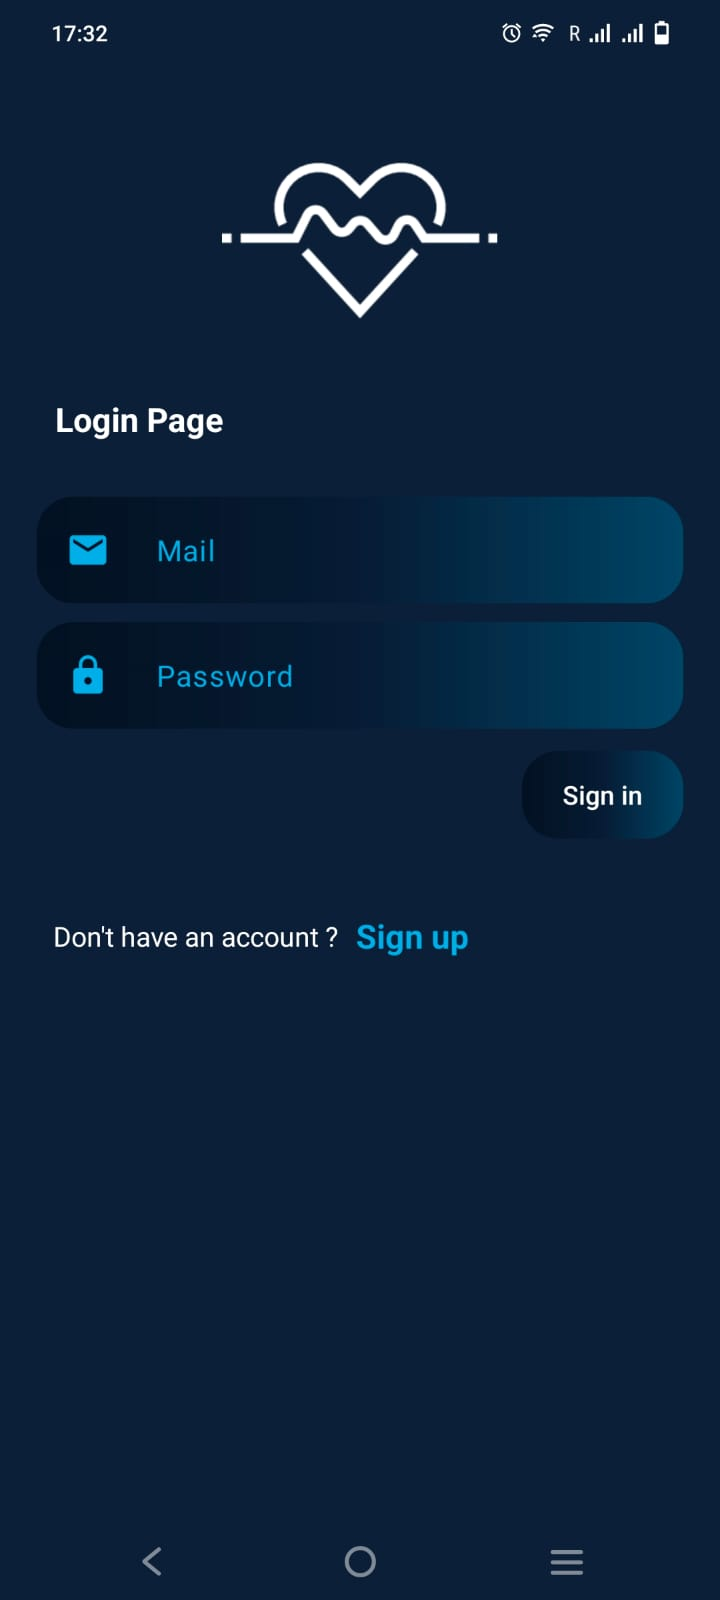 17:32 R
Login Page
Mail
Password
Sign in
Don't have an account ? Sign up